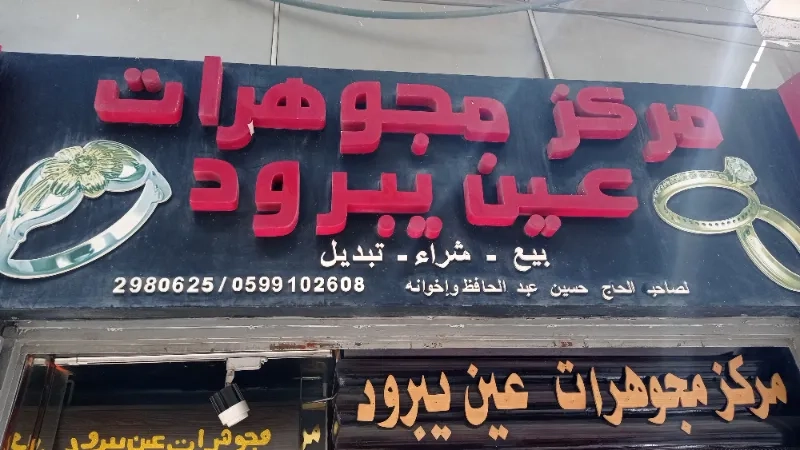 مركز مجوهرات
عين يبرود
بيع - شراء - تبديل
لصاحبه الحاج حسين عبد الحافظ وإخوانه 2980625/0599102608
مركز مجوهرات عين يبرود
مجوهرات عين يبرود